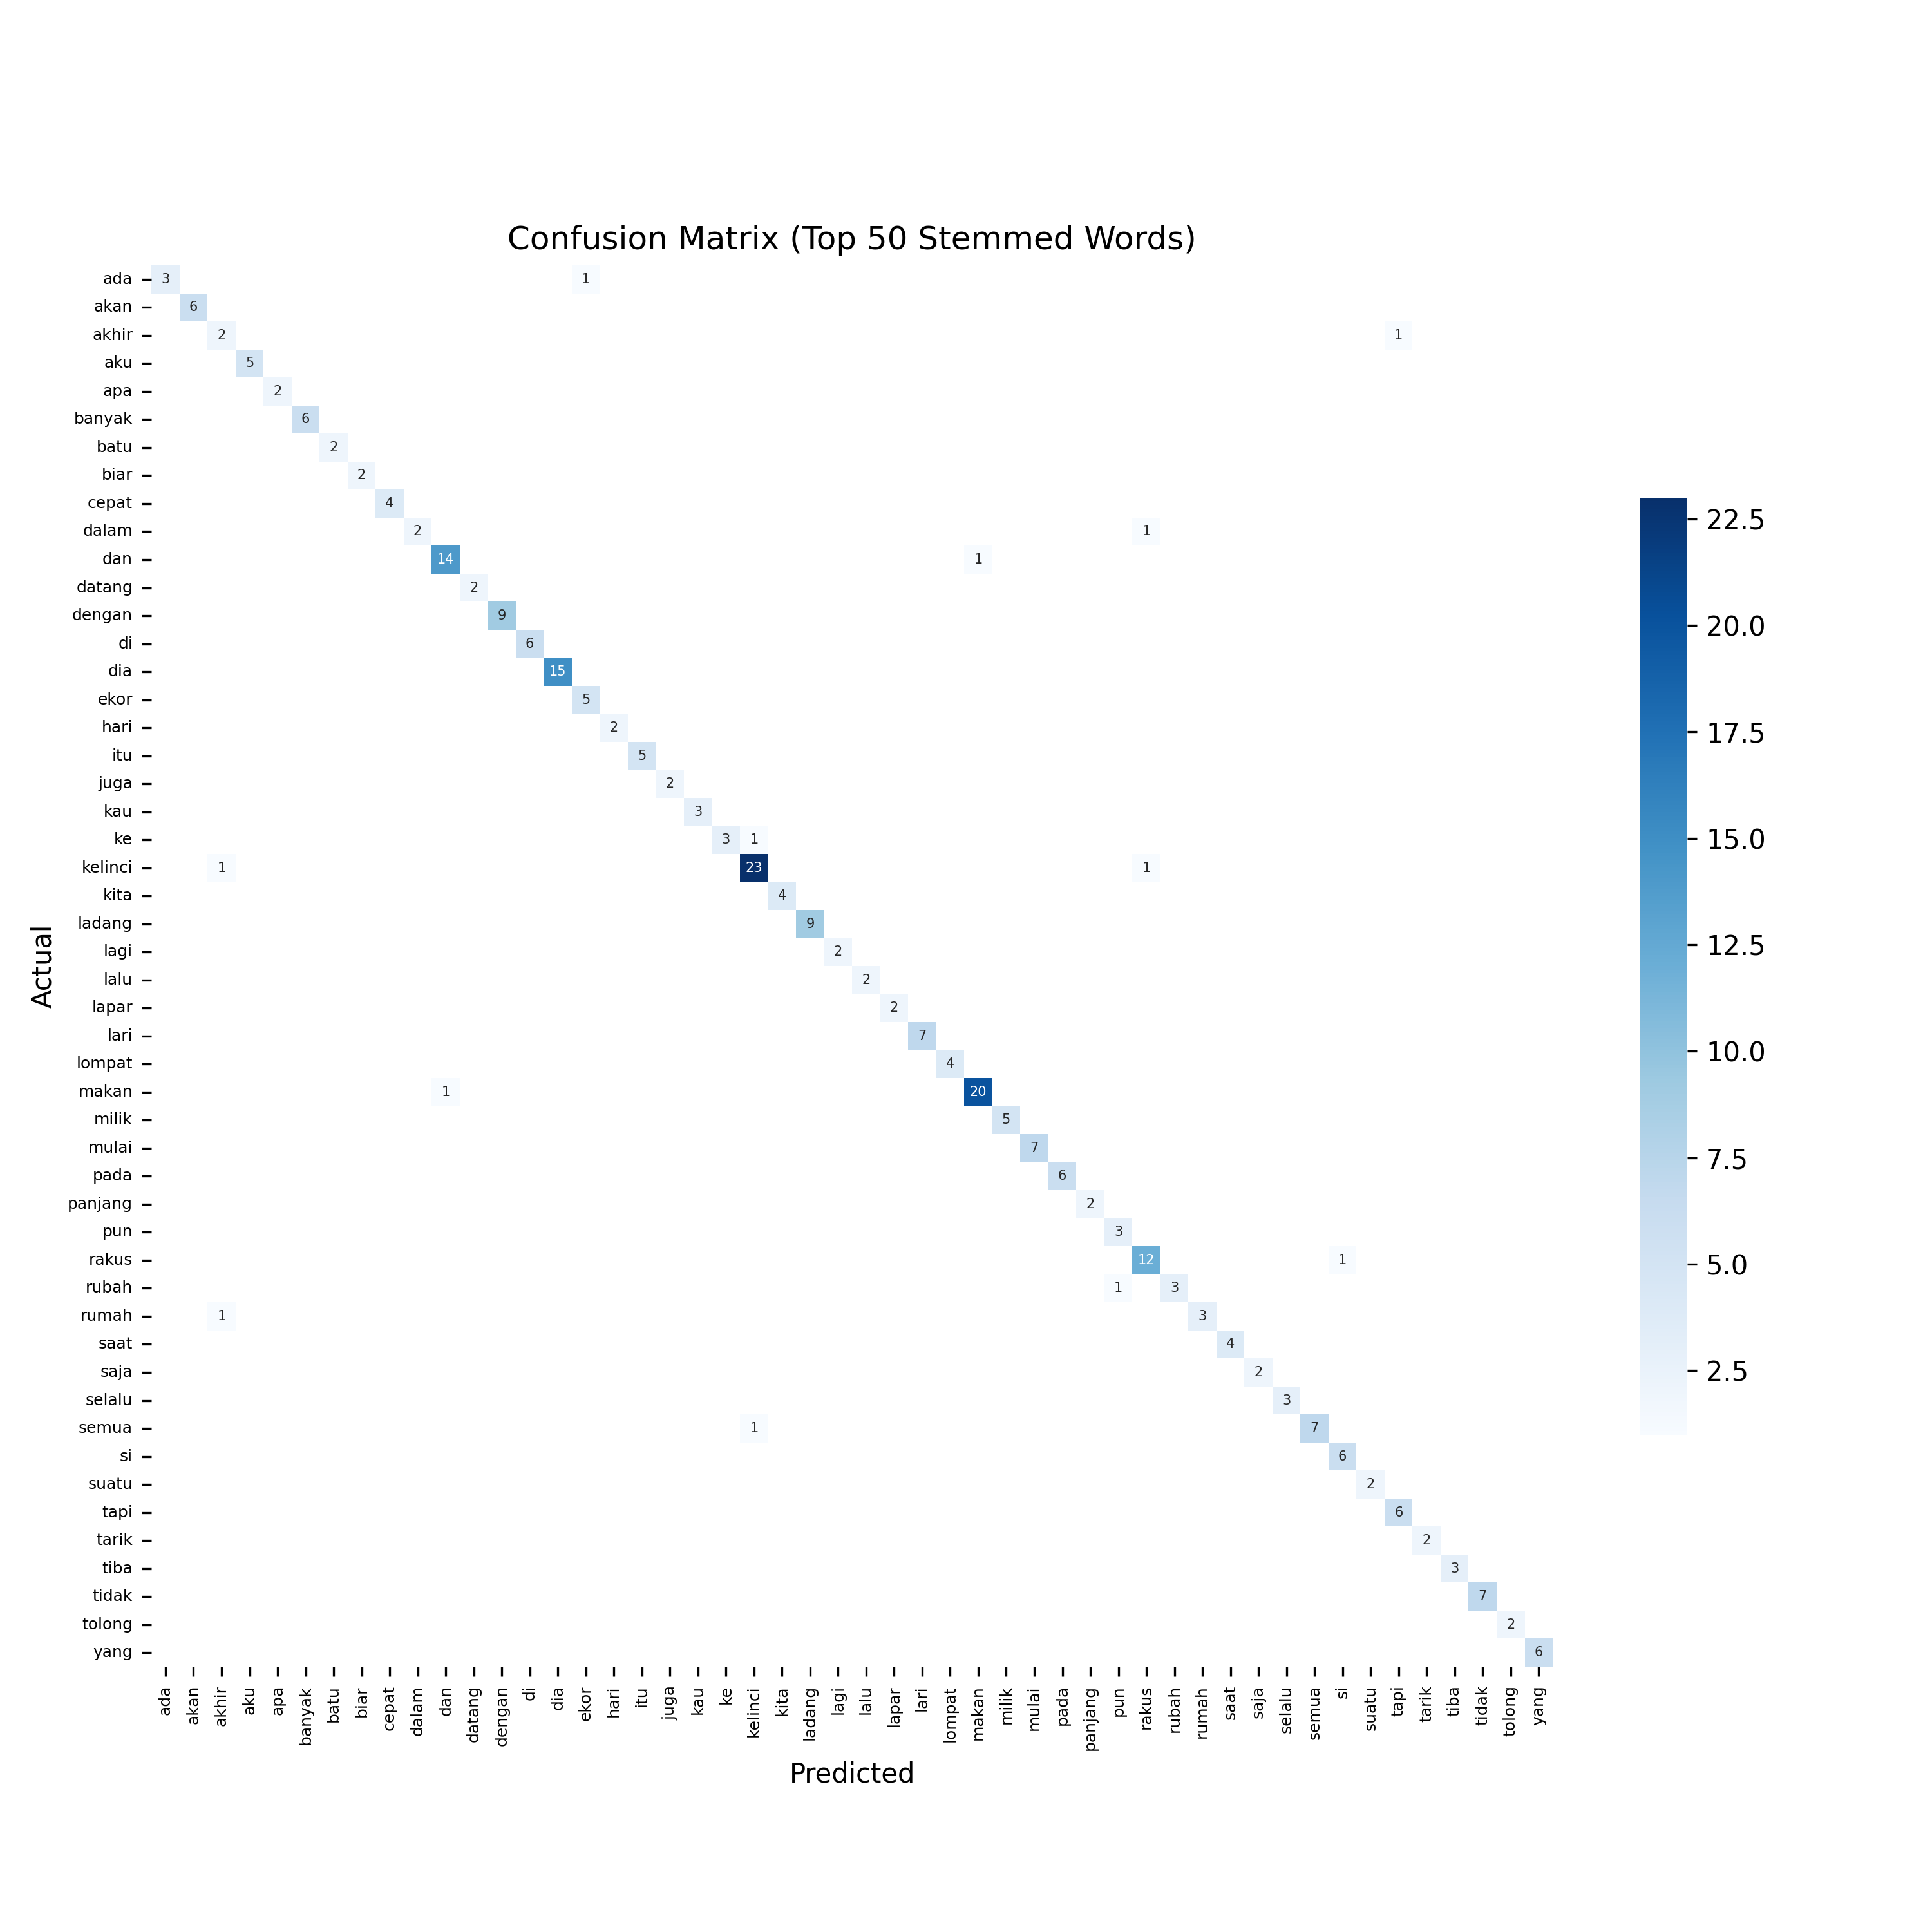 Confusion Matrix (Top 50 Stemmed Words)
ada 3 1
akan 6
akhir 2 1
aku 5
apa 2
banyak 6
batu 2
biar 2
cepat 4
dalam 2 1
dan 14 1
datang 2
dengan 9
di 6
dia 15
ekor 5
hari 2
itu 5
juga 2
kau 3
ke 3 1
kelinci 1 23 1
kita 4
ladang 9
lagi 2
lalu 2
lapar 2
lari 7
lompat 4
makan 1 20
milik 5
mulai 7
pada 6
panjang 2
pun 3
rakus 12 1
rubah 1 3
rumah 1 3
saat 4
saja 2
selalu 3
semua 1 7
si 6
suatu 2
tapi 6
tarik 2
tiba 3
tidak 7
tolong 2
yang 6
Actual
ada akan akhir aku apa banyak batu biar cepat dalam dan datang dengan di dia ekor hari itu juga kau ke kelinci kita ladang lagi lalu lapar lari lompat makan milik mulai pada panjang pun rakus rubah rumah saat saja selalu semua si suatu tapi tarik tiba tidak tolong yang
Predicted
22.5
20.0
17.5
15.0
12.5
10.0
7.5
5.0
2.5